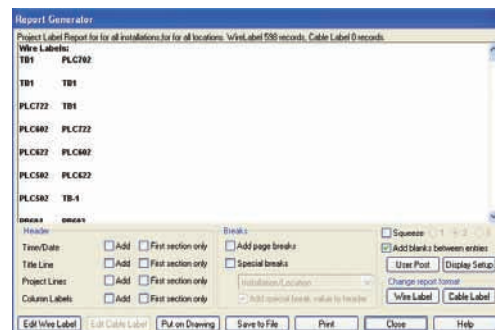 Report Generator
Project Label Report for for all installations;for for all locations. WireLabel 598 records, Cable Label 0 records.
Wire Labels:
TB1 PLC702
TB1 TB1
PLC722 TB1
PLC602 PLC722
PLC622 PLC602
PLC502 PLC622
PLC502 TB-1
Header
Time/Date Add First section only
Title Line Add First section only
Project Lines Add First section only
Column Labels Add First section only
Breaks
Add page breaks
Special breaks
Installation/Location
Add special break value to header
Squeeze 1 2 3
Add blanks between entries
User Post Display Setup
Change report format
Wire Label Cable Label
Edit Wire Label Edit Cable Label Put on Drawing Save to File Print Close Help